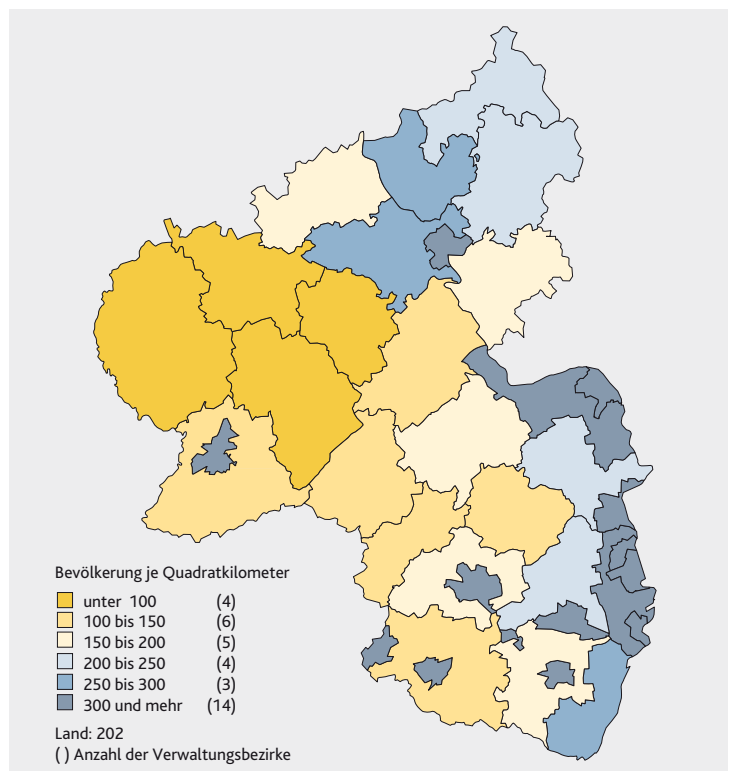 Bevölkerung je Quadratkilometer
unter 100 (4)
100 bis 150 (6)
150 bis 200 (5)
200 bis 250 (4)
250 bis 300 (3)
300 und mehr (14)
Land: 202
( ) Anzahl der Verwaltungsbezirke